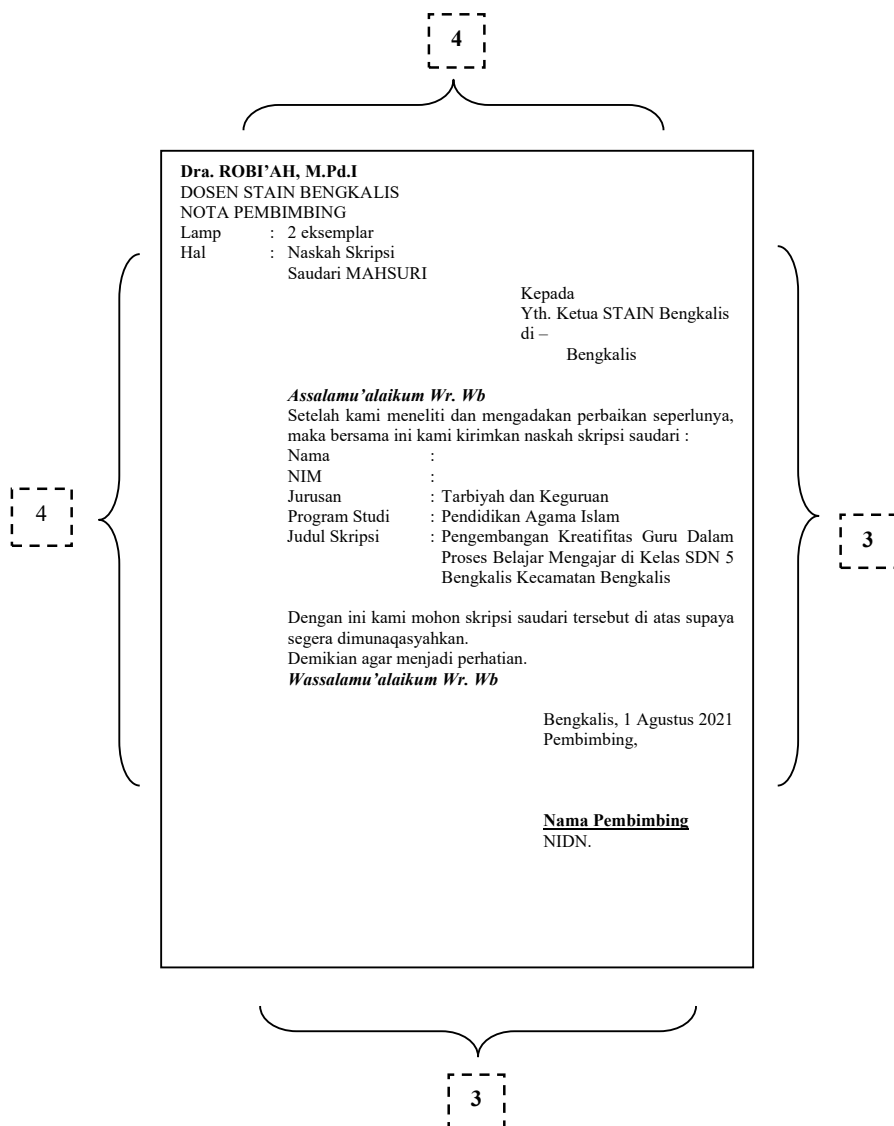 4
Dra. ROBI’AH, M.Pd.I
DOSEN STAIN BENGKALIS
NOTA PEMBIMBING
Lamp : 2 eksemplar
Hal : Naskah Skripsi
Saudari MAHSURI
Kepada
Yth. Ketua STAIN Bengkalis
di –
Bengkalis
Assalamu’alaikum Wr. Wb
Setelah kami meneliti dan mengadakan perbaikan seperlunya,
maka bersama ini kami kirimkan naskah skripsi saudari :
Nama :
NIM :
Jurusan : Tarbiyah dan Keguruan
Program Studi : Pendidikan Agama Islam
Judul Skripsi : Pengembangan Kreatifitas Guru Dalam
Proses Belajar Mengajar di Kelas SDN 5
Bengkalis Kecamatan Bengkalis
4
3
Dengan ini kami mohon skripsi saudari tersebut di atas supaya
segera dimunaqasyahkan.
Demikian agar menjadi perhatian.
Wassalamu’alaikum Wr. Wb
Bengkalis, 1 Agustus 2021
Pembimbing,
Nama Pembimbing
NIDN.
3